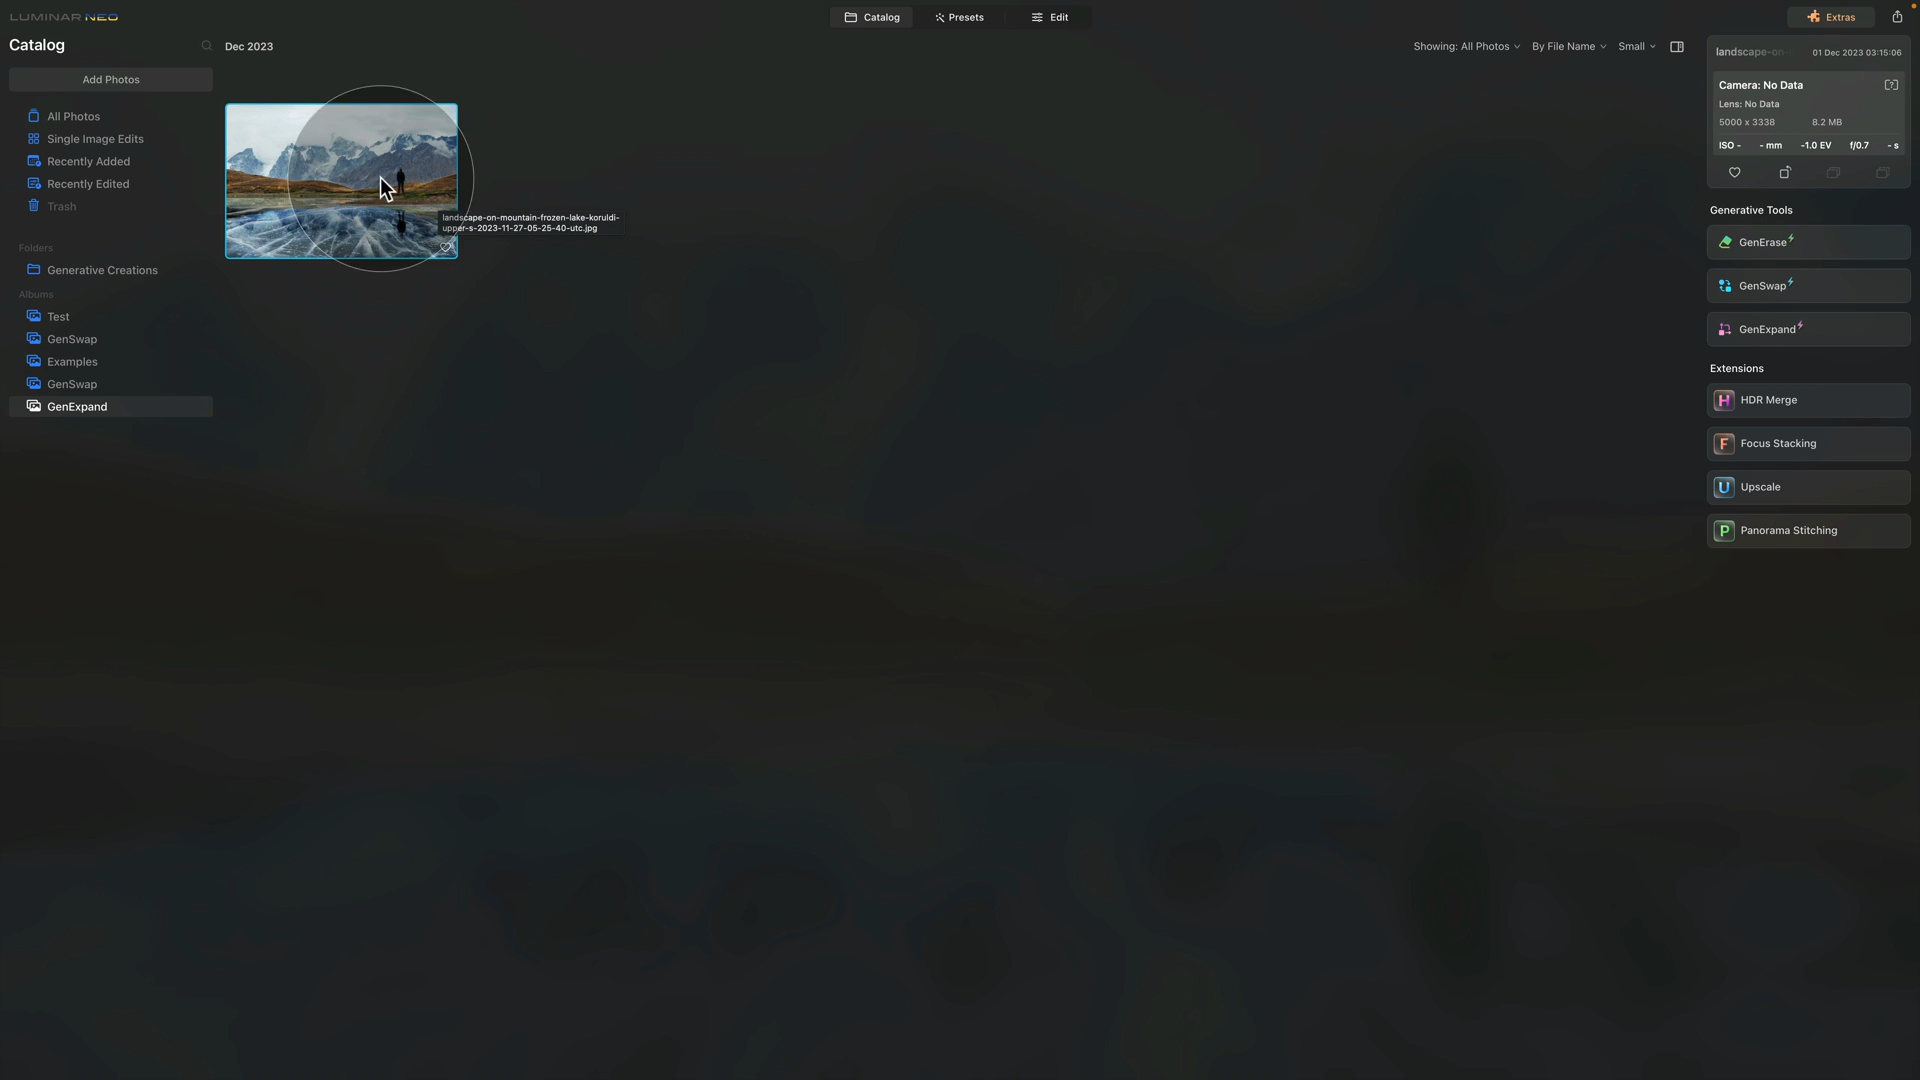 LUMINAR NEO
Catalog
Presets
Edit
Extras
Catalog
Dec 2023
Showing: All Photos
By File Name
Small
Add Photos
All Photos
Single Image Edits
Recently Added
Recently Edited
Trash
Folders
Generative Creations
Albums
Test
GenSwap
Examples
GenSwap
GenExpand
landscape-on-mountain-frozen-lake-koruldi-
upper-s-2023-11-27-05-25-40-utc.jpg
landscape-on- 01 Dec 2023 03:15:06
Camera: No Data
Lens: No Data
5000 x 3338 8.2 MB
ISO - - mm -1.0 EV f/0.7 - s
Generative Tools
GenErase
GenSwap
GenExpand
Extensions
H HDR Merge
F Focus Stacking
U Upscale
P Panorama Stitching